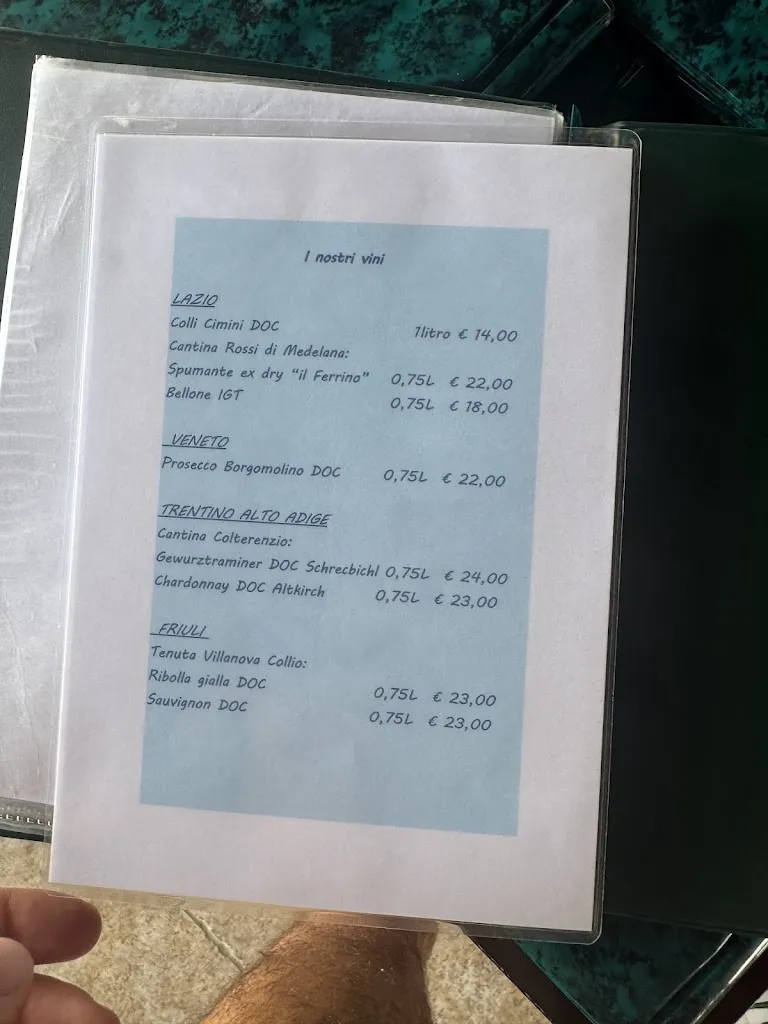 I nostri vini
LAZIO
Colli Cimini DOC 1litro € 14,00
Cantina Rossi di Medelana:
Spumante ex dry “il Ferrino” 0,75L € 22,00
Bellone IGT 0,75L € 18,00
VENETO
Prosecco Borgomolino DOC 0,75L € 22,00
TRENTINO ALTO ADIGE
Cantina Colterenzio:
Gewurztraminer DOC Schrecbichl 0,75L € 24,00
Chardonnay DOC Altkirch 0,75L € 23,00
FRIULI
Tenuta Villanova Collio:
Ribolla gialla DOC 0,75L € 23,00
Sauvignon DOC 0,75L € 23,00